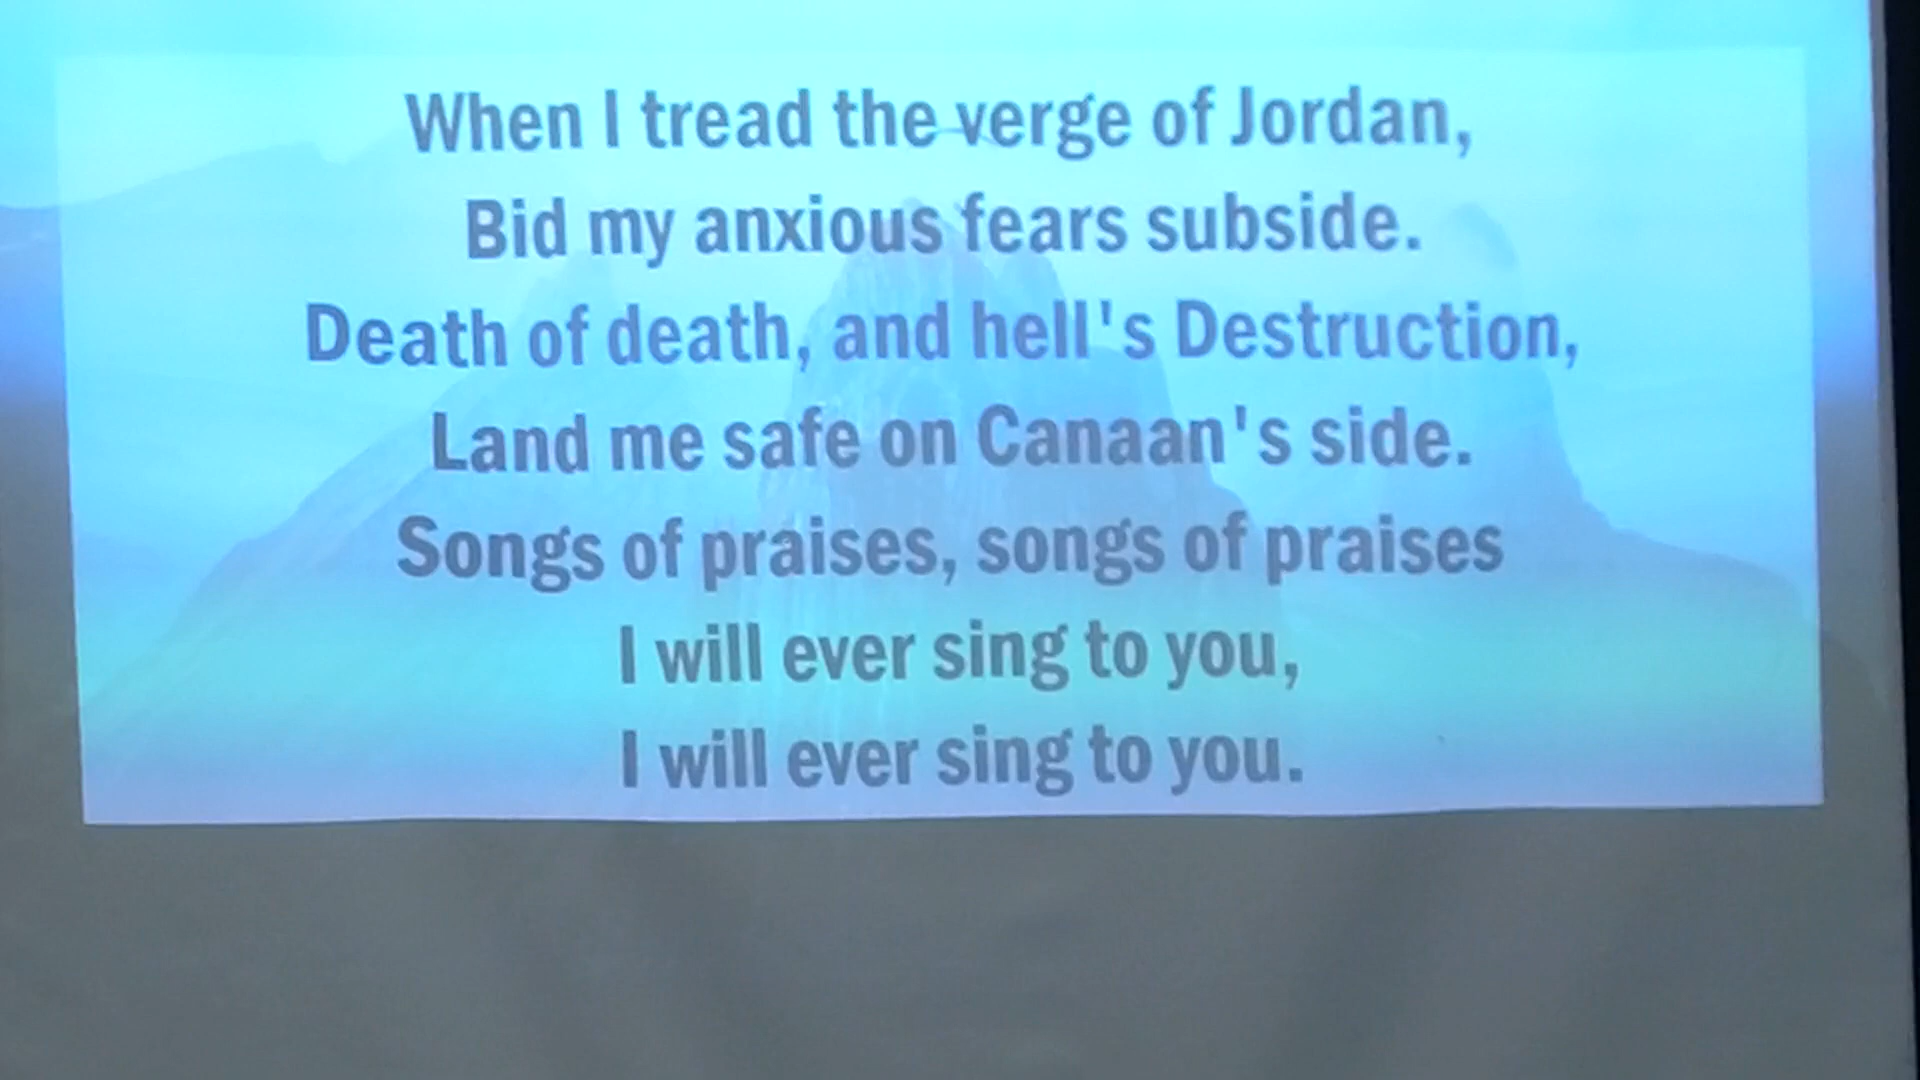 When I tread the verge of Jordan,
Bid my anxious fears subside.
Death of death, and hell's Destruction,
Land me safe on Canaan's side.
Songs of praises, songs of praises
I will ever sing to you,
I will ever sing to you.